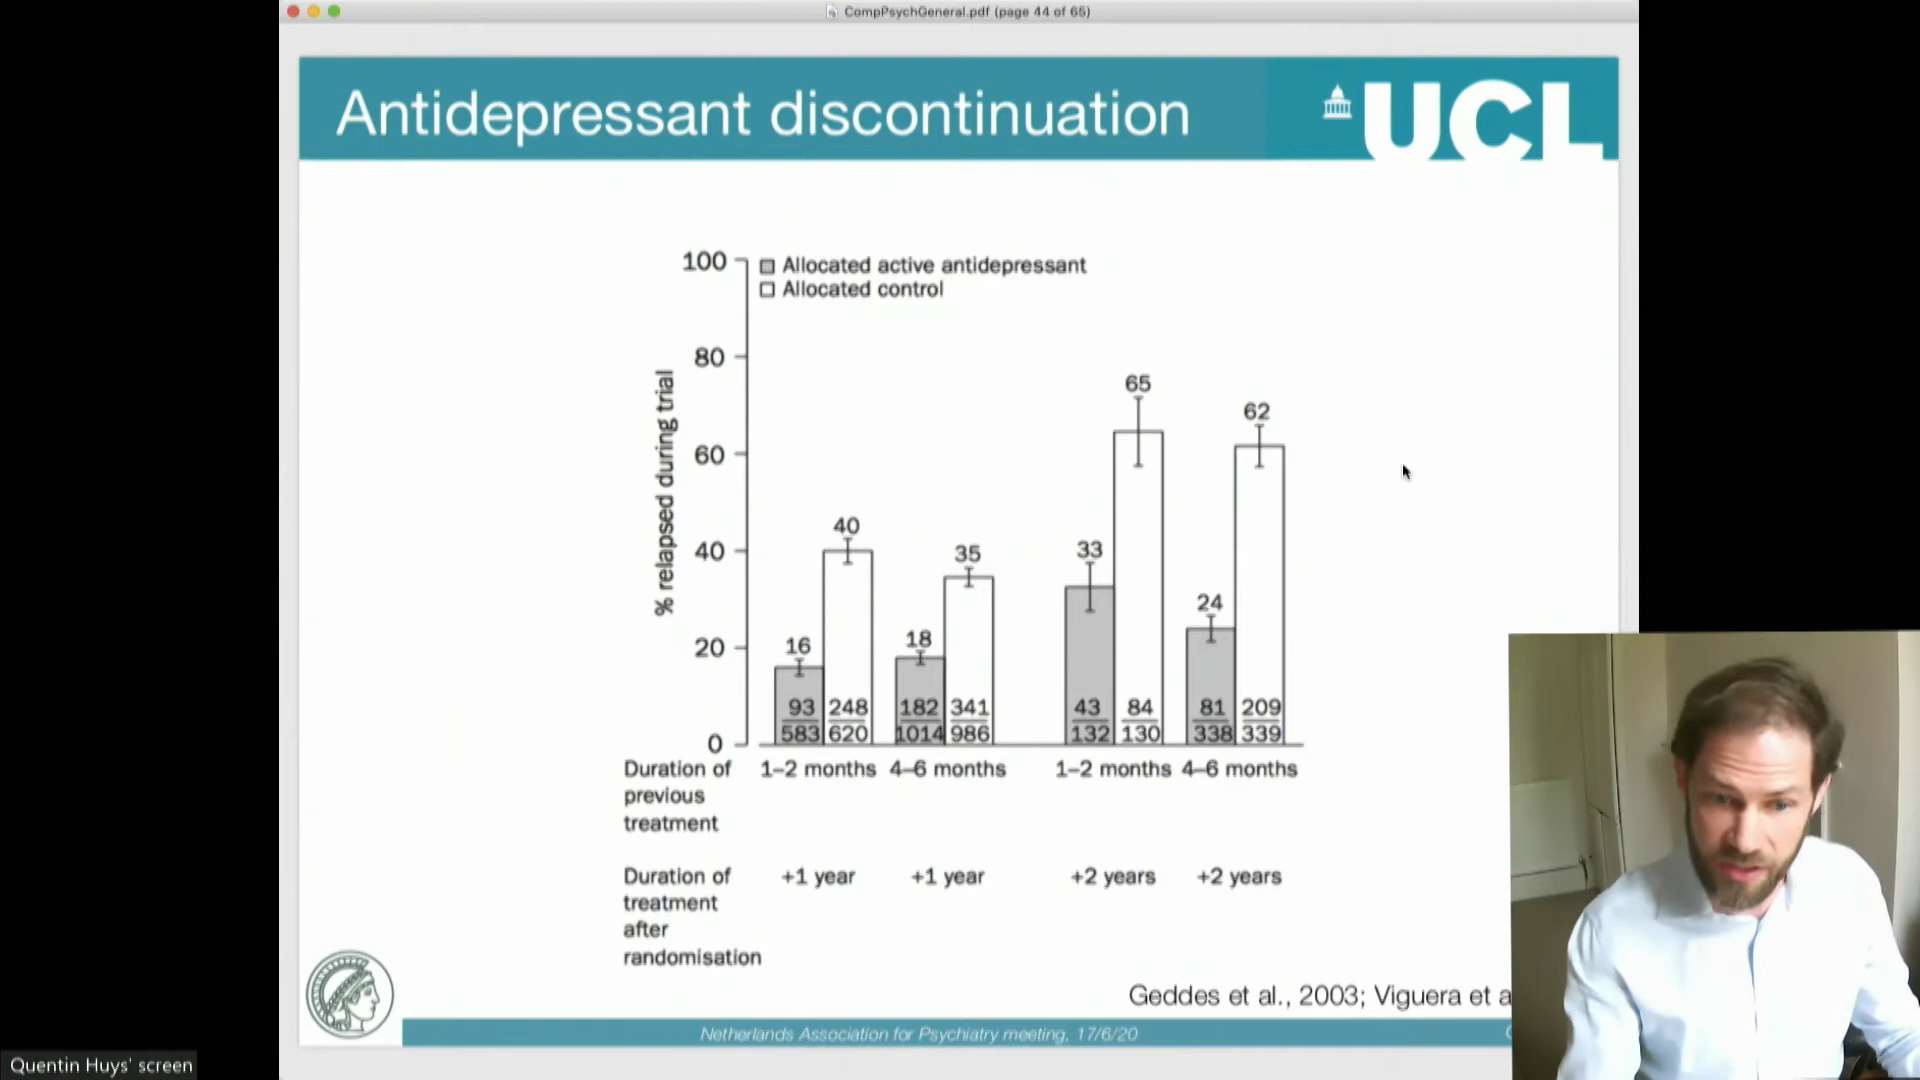 CompPsychGeneral.pdf (page 44 of 65)
Antidepressant discontinuation
UCL
100
80
60
40
20
0
% relapsed during trial
Allocated active antidepressant
Allocated control
16
40
18
35
33
65
24
62
93 248 182 341 43 84 81 209
583 620 1014 986 132 130 338 339
Duration of previous treatment
1–2 months 4–6 months 1–2 months 4–6 months
Duration of treatment after randomisation
+1 year +1 year +2 years +2 years
Geddes et al., 2003; Viguera et a
Netherlands Association for Psychiatry meeting, 17/6/20
Quentin Huys' screen